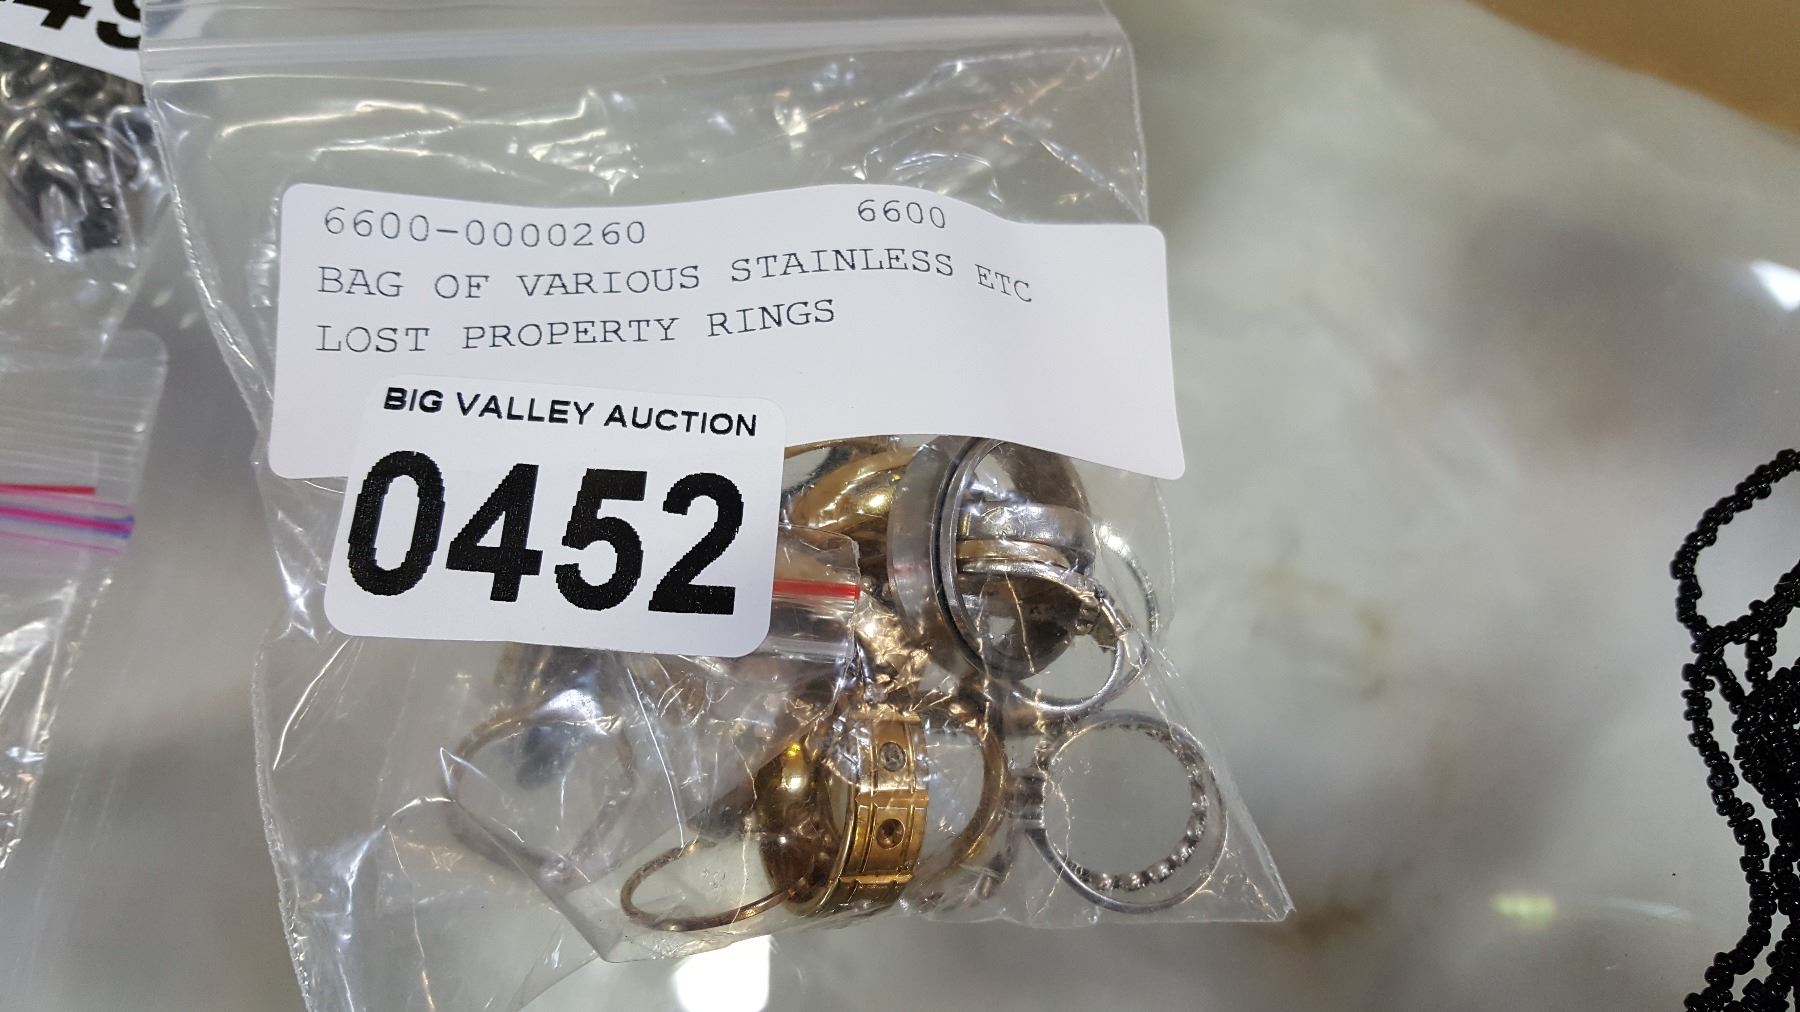 6600-0000260 6600
BAG OF VARIOUS STAINLESS ETC
LOST PROPERTY RINGS
BIG VALLEY AUCTION
0452